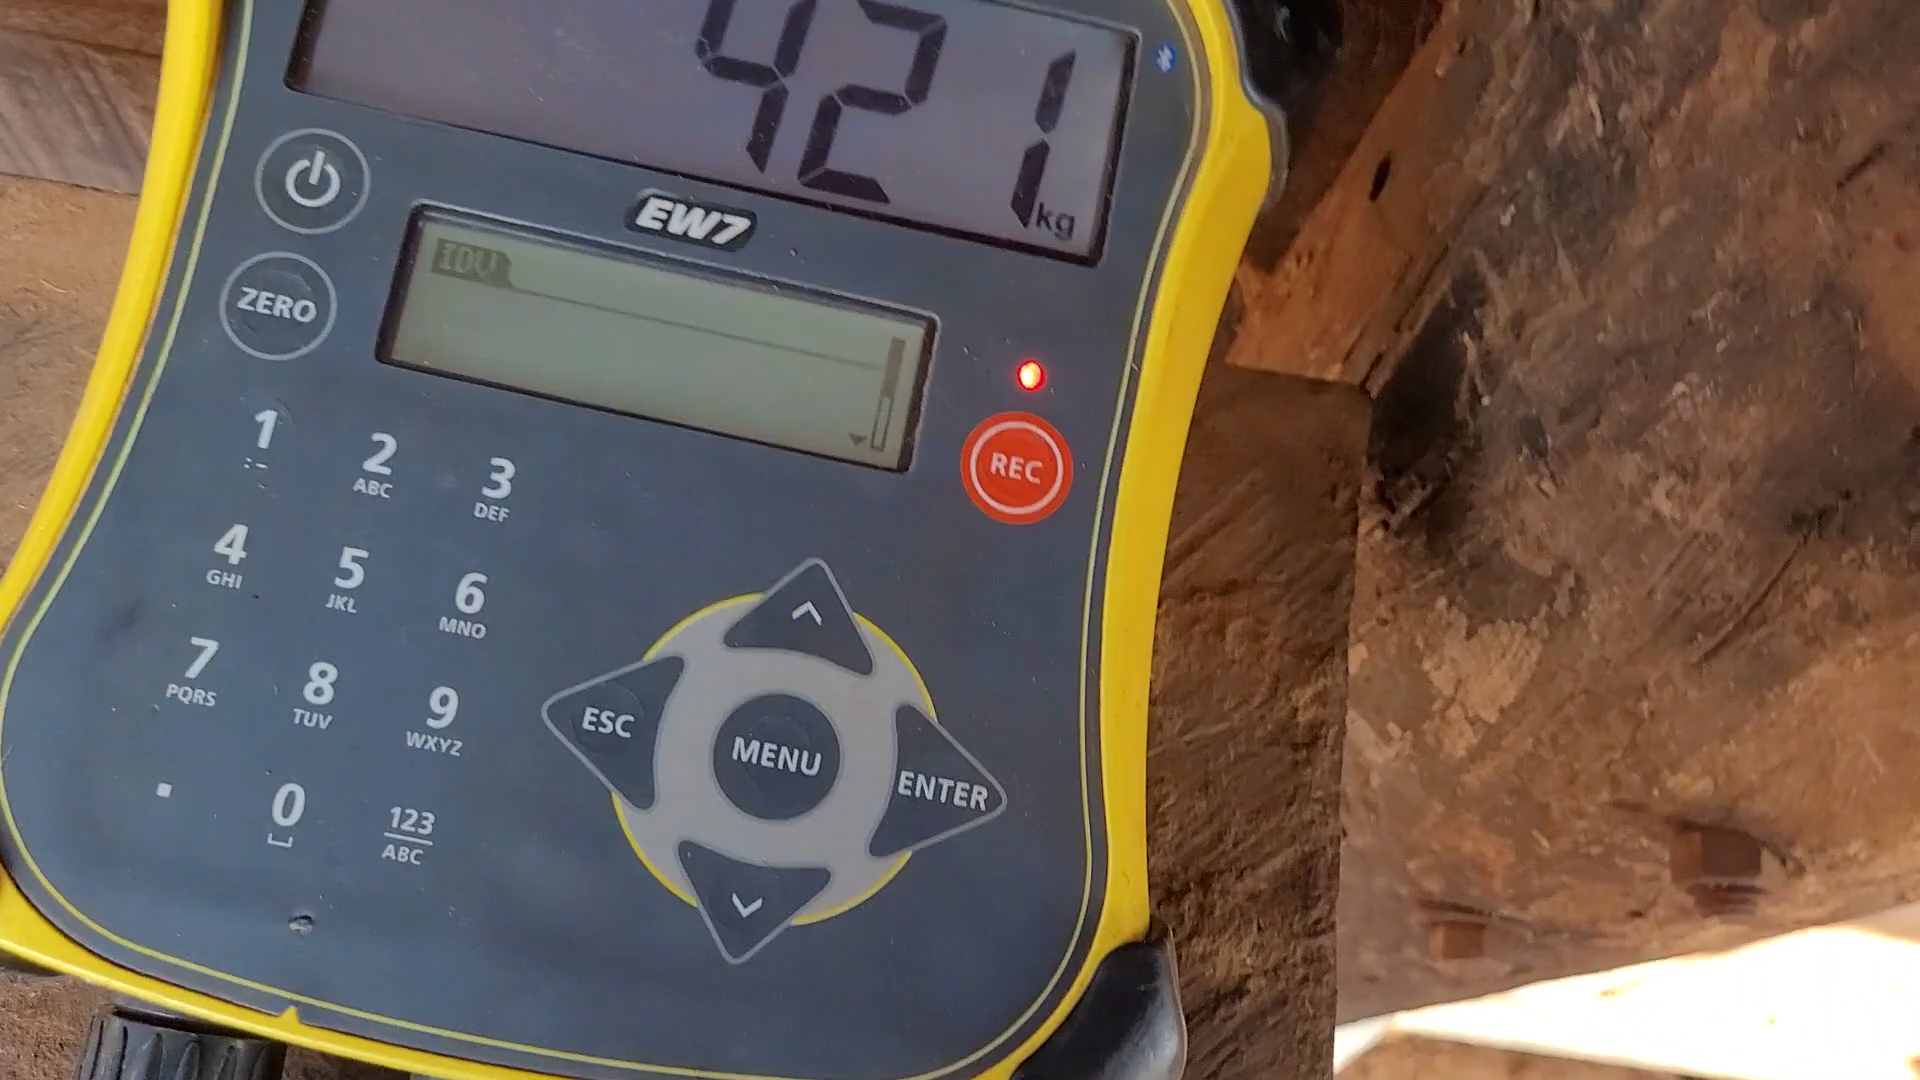 421
kg
EW7
IDV
ZERO
REC
1
2
ABC
3
DEF
4
GHI
5
JKL
6
MNO
7
PQRS
8
TUV
9
WXYZ
.
0
123
ABC
ESC
MENU
ENTER